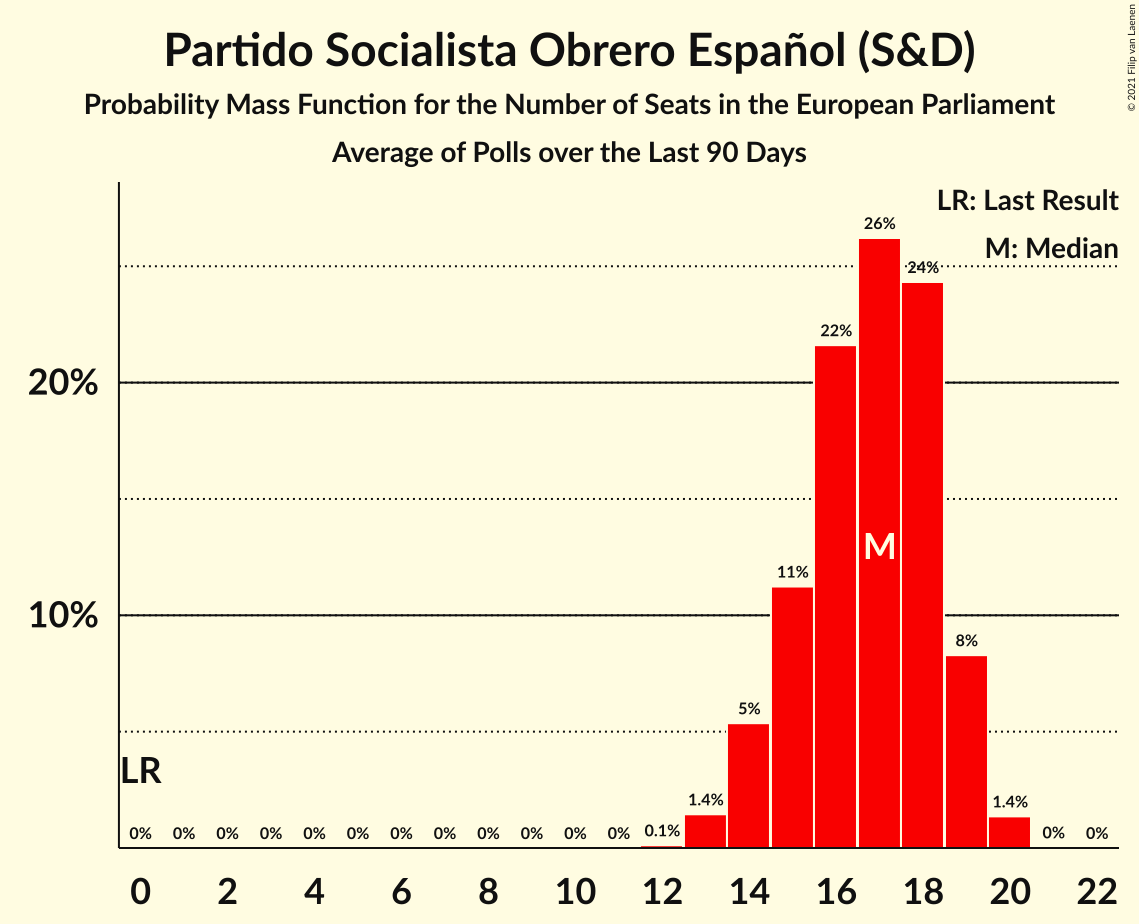 Partido Socialista Obrero Español (S&D)
Probability Mass Function for the Number of Seats in the European Parliament
Average of Polls over the Last 90 Days
© 2021 Filip van Laenen
LR: Last Result
M: Median
26%
24%
22%
20%
M
11%
10%
8%
5%
LR
1.4%
1.4%
0% 0% 0% 0% 0% 0% 0% 0% 0% 0% 0% 0% 0.1% 0% 0%
0 2 4 6 8 10 12 14 16 18 20 22